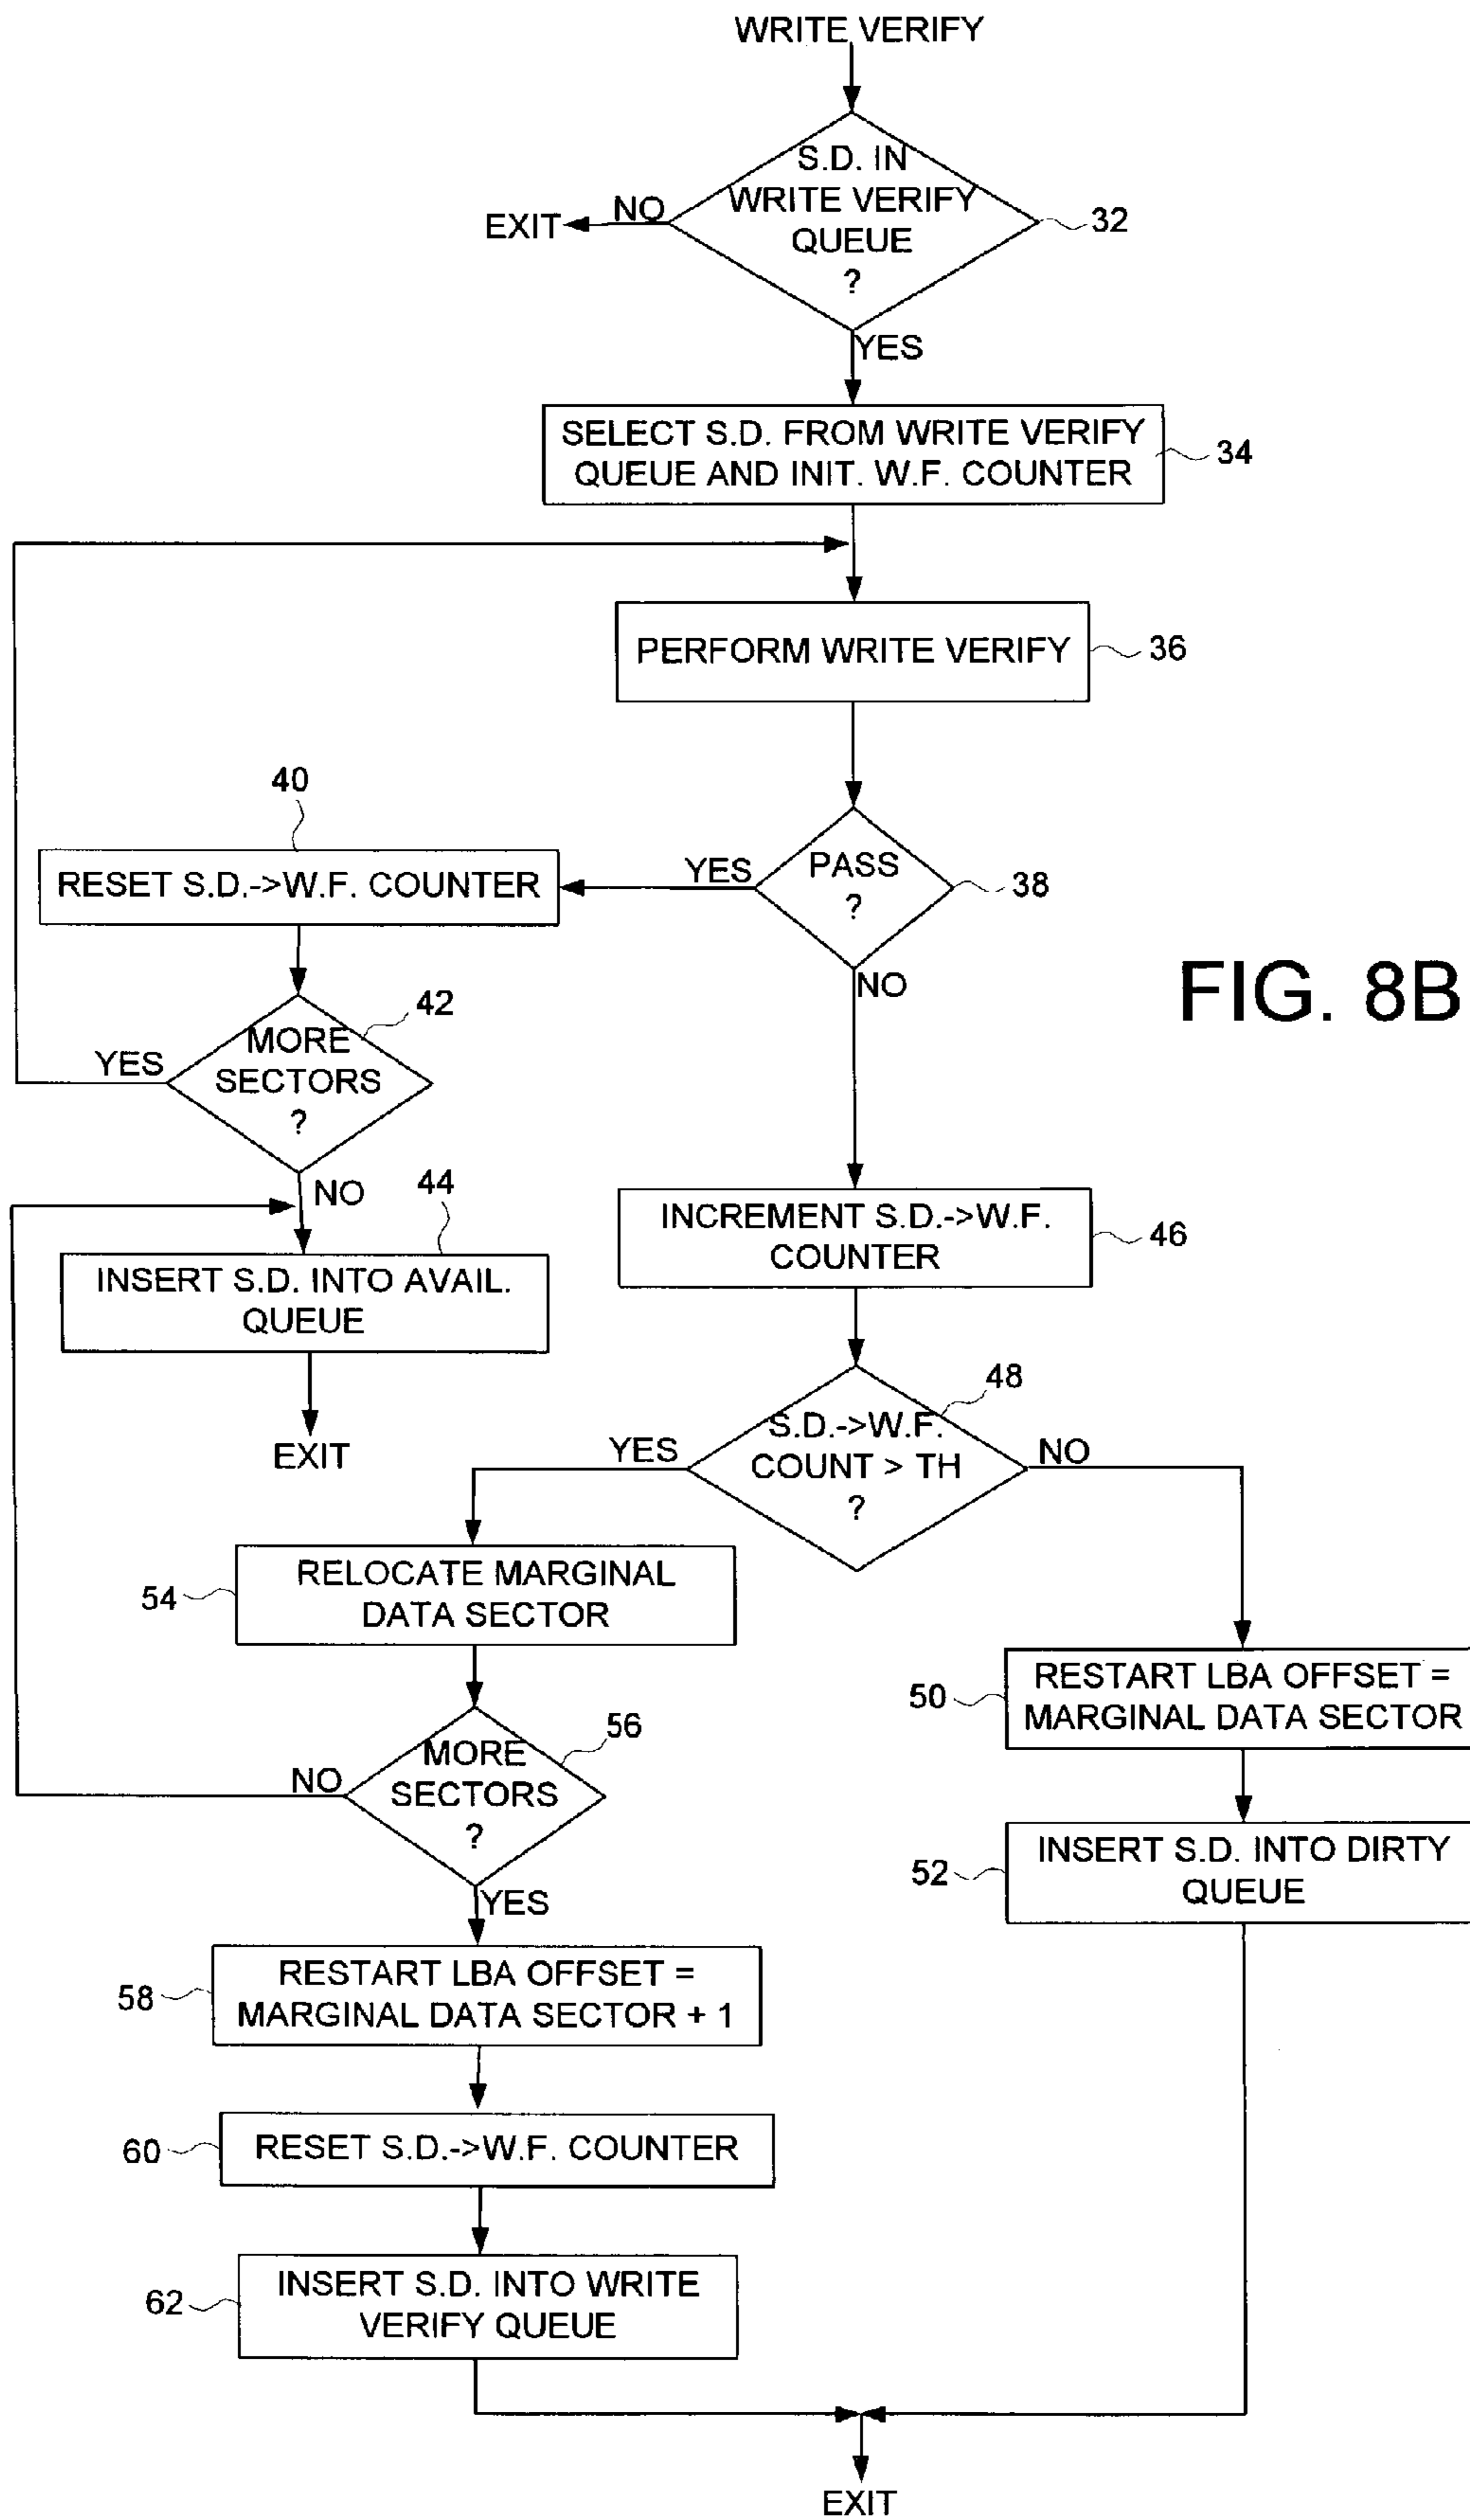 WRITE VERIFY
S.D. IN
WRITE VERIFY
QUEUE
?
32
NO
EXIT
YES
SELECT S.D. FROM WRITE VERIFY
QUEUE AND INIT. W.F. COUNTER
34
PERFORM WRITE VERIFY
36
40
RESET S.D.->W.F. COUNTER
YES
PASS
?
38
NO
FIG. 8B
42
MORE
SECTORS
?
YES
NO
44
INSERT S.D. INTO AVAIL.
QUEUE
EXIT
INCREMENT S.D.->W.F.
COUNTER
46
48
S.D.->W.F.
COUNT > TH
?
YES
NO
54
RELOCATE MARGINAL
DATA SECTOR
50
RESTART LBA OFFSET =
MARGINAL DATA SECTOR
56
MORE
SECTORS
?
NO
YES
52
INSERT S.D. INTO DIRTY
QUEUE
58
RESTART LBA OFFSET =
MARGINAL DATA SECTOR + 1
60
RESET S.D.->W.F. COUNTER
62
INSERT S.D. INTO WRITE
VERIFY QUEUE
EXIT